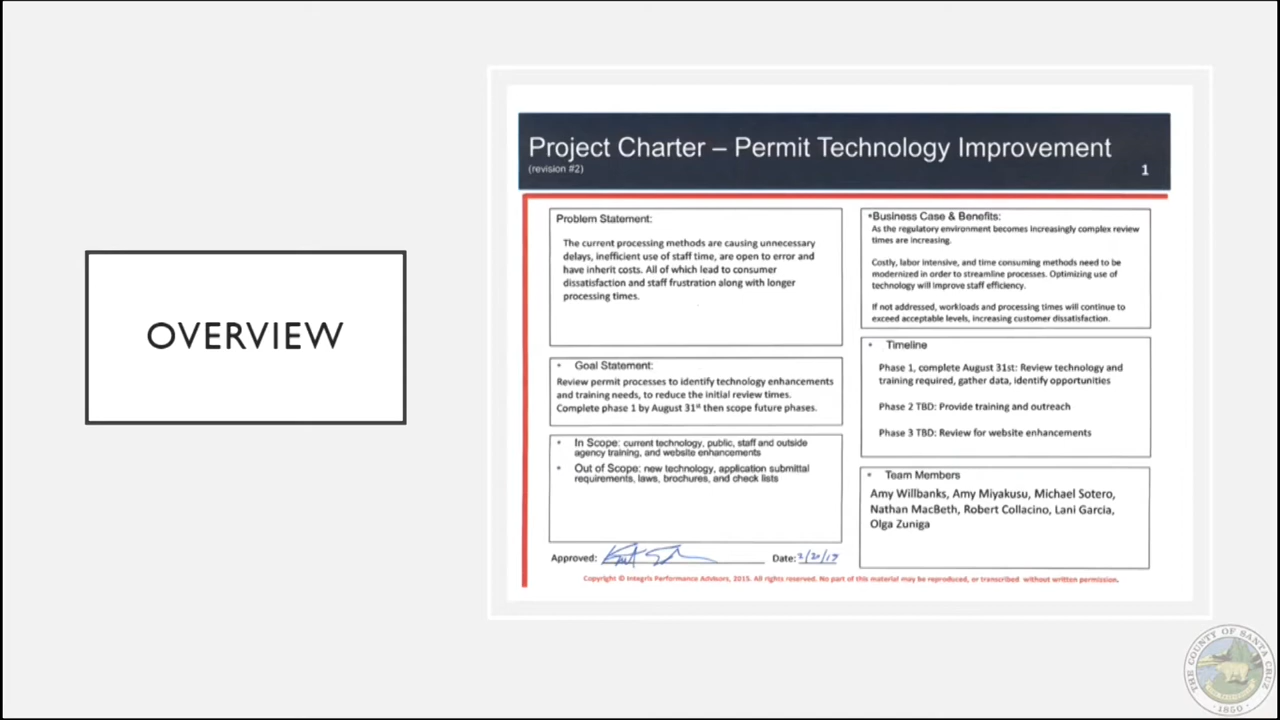 OVERVIEW
Project Charter – Permit Technology Improvement
(revision #2)
1
Problem Statement:
The current processing methods are causing unnecessary
delays, inefficient use of staff time, are open to error and
have inherit costs. All of which lead to consumer
dissatisfaction and staff frustration along with longer
processing times.
• Goal Statement:
Review permit processes to identify technology enhancements
and training needs, to reduce the initial review times.
Complete phase 1 by August 31st then scope future phases.
• In Scope: current technology, public, staff and outside
agency training, and website enhancements
• Out of Scope: new technology, application submittal
requirements, laws, brochures, and check lists
•Business Case & Benefits:
As the regulatory environment becomes increasingly complex review
times are increasing.
Costly, labor intensive, and time consuming methods need to be
modernized in order to streamline processes. Optimizing use of
technology will improve staff efficiency.
If not addressed, workloads and processing times will continue to
exceed acceptable levels, increasing customer dissatisfaction.
• Timeline
Phase 1, complete August 31st: Review technology and
training required, gather data, identify opportunities
Phase 2 TBD: Provide training and outreach
Phase 3 TBD: Review for website enhancements
• Team Members
Amy Willbanks, Amy Miyakusu, Michael Sotero,
Nathan MacBeth, Robert Collacino, Lani Garcia,
Olga Zuniga
Approved:
Date:
Copyright © Integris Performance Advisors, 2015. All rights reserved. No part of this material may be reproduced, or transcribed without written permission.
THE COUNTY OF SANTA CRUZ
1850